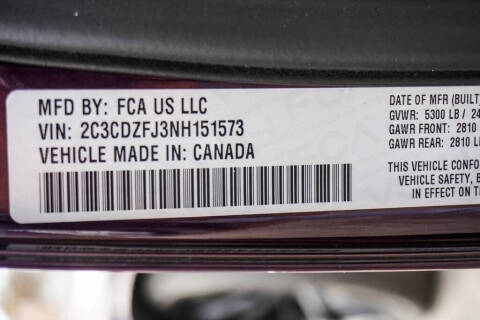 MFD BY: FCA US LLC
VIN: 2C3CDZFJ3NH151573
VEHICLE MADE IN: CANADA
DATE OF MFR (BUILT)
GVWR: 5300 LB / 24
GAWR FRONT: 2810
GAWR REAR: 2810 L
THIS VEHICLE CONFO
VEHICLE SAFETY, B
IN EFFECT ON T